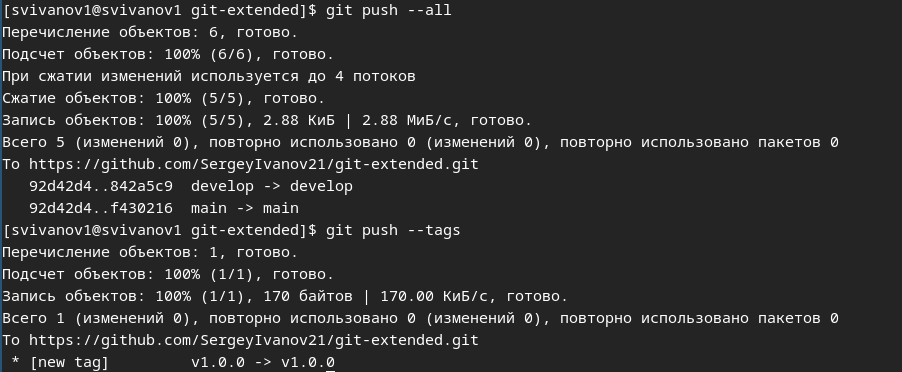 [svivanov1@svivanov1 git-extended]$ git push --all
Перечисление объектов: 6, готово.
Подсчет объектов: 100% (6/6), готово.
При сжатии изменений используется до 4 потоков
Сжатие объектов: 100% (5/5), готово.
Запись объектов: 100% (5/5), 2.88 КиБ | 2.88 МиБ/с, готово.
Всего 5 (изменений 0), повторно использовано 0 (изменений 0), повторно использовано пакетов 0
To https://github.com/SergeyIvanov21/git-extended.git
   92d42d4..842a5c9  develop -> develop
   92d42d4..f430216  main -> main
[svivanov1@svivanov1 git-extended]$ git push --tags
Перечисление объектов: 1, готово.
Подсчет объектов: 100% (1/1), готово.
Запись объектов: 100% (1/1), 170 байтов | 170.00 КиБ/с, готово.
Всего 1 (изменений 0), повторно использовано 0 (изменений 0), повторно использовано пакетов 0
To https://github.com/SergeyIvanov21/git-extended.git
 * [new tag]         v1.0.0 -> v1.0.0